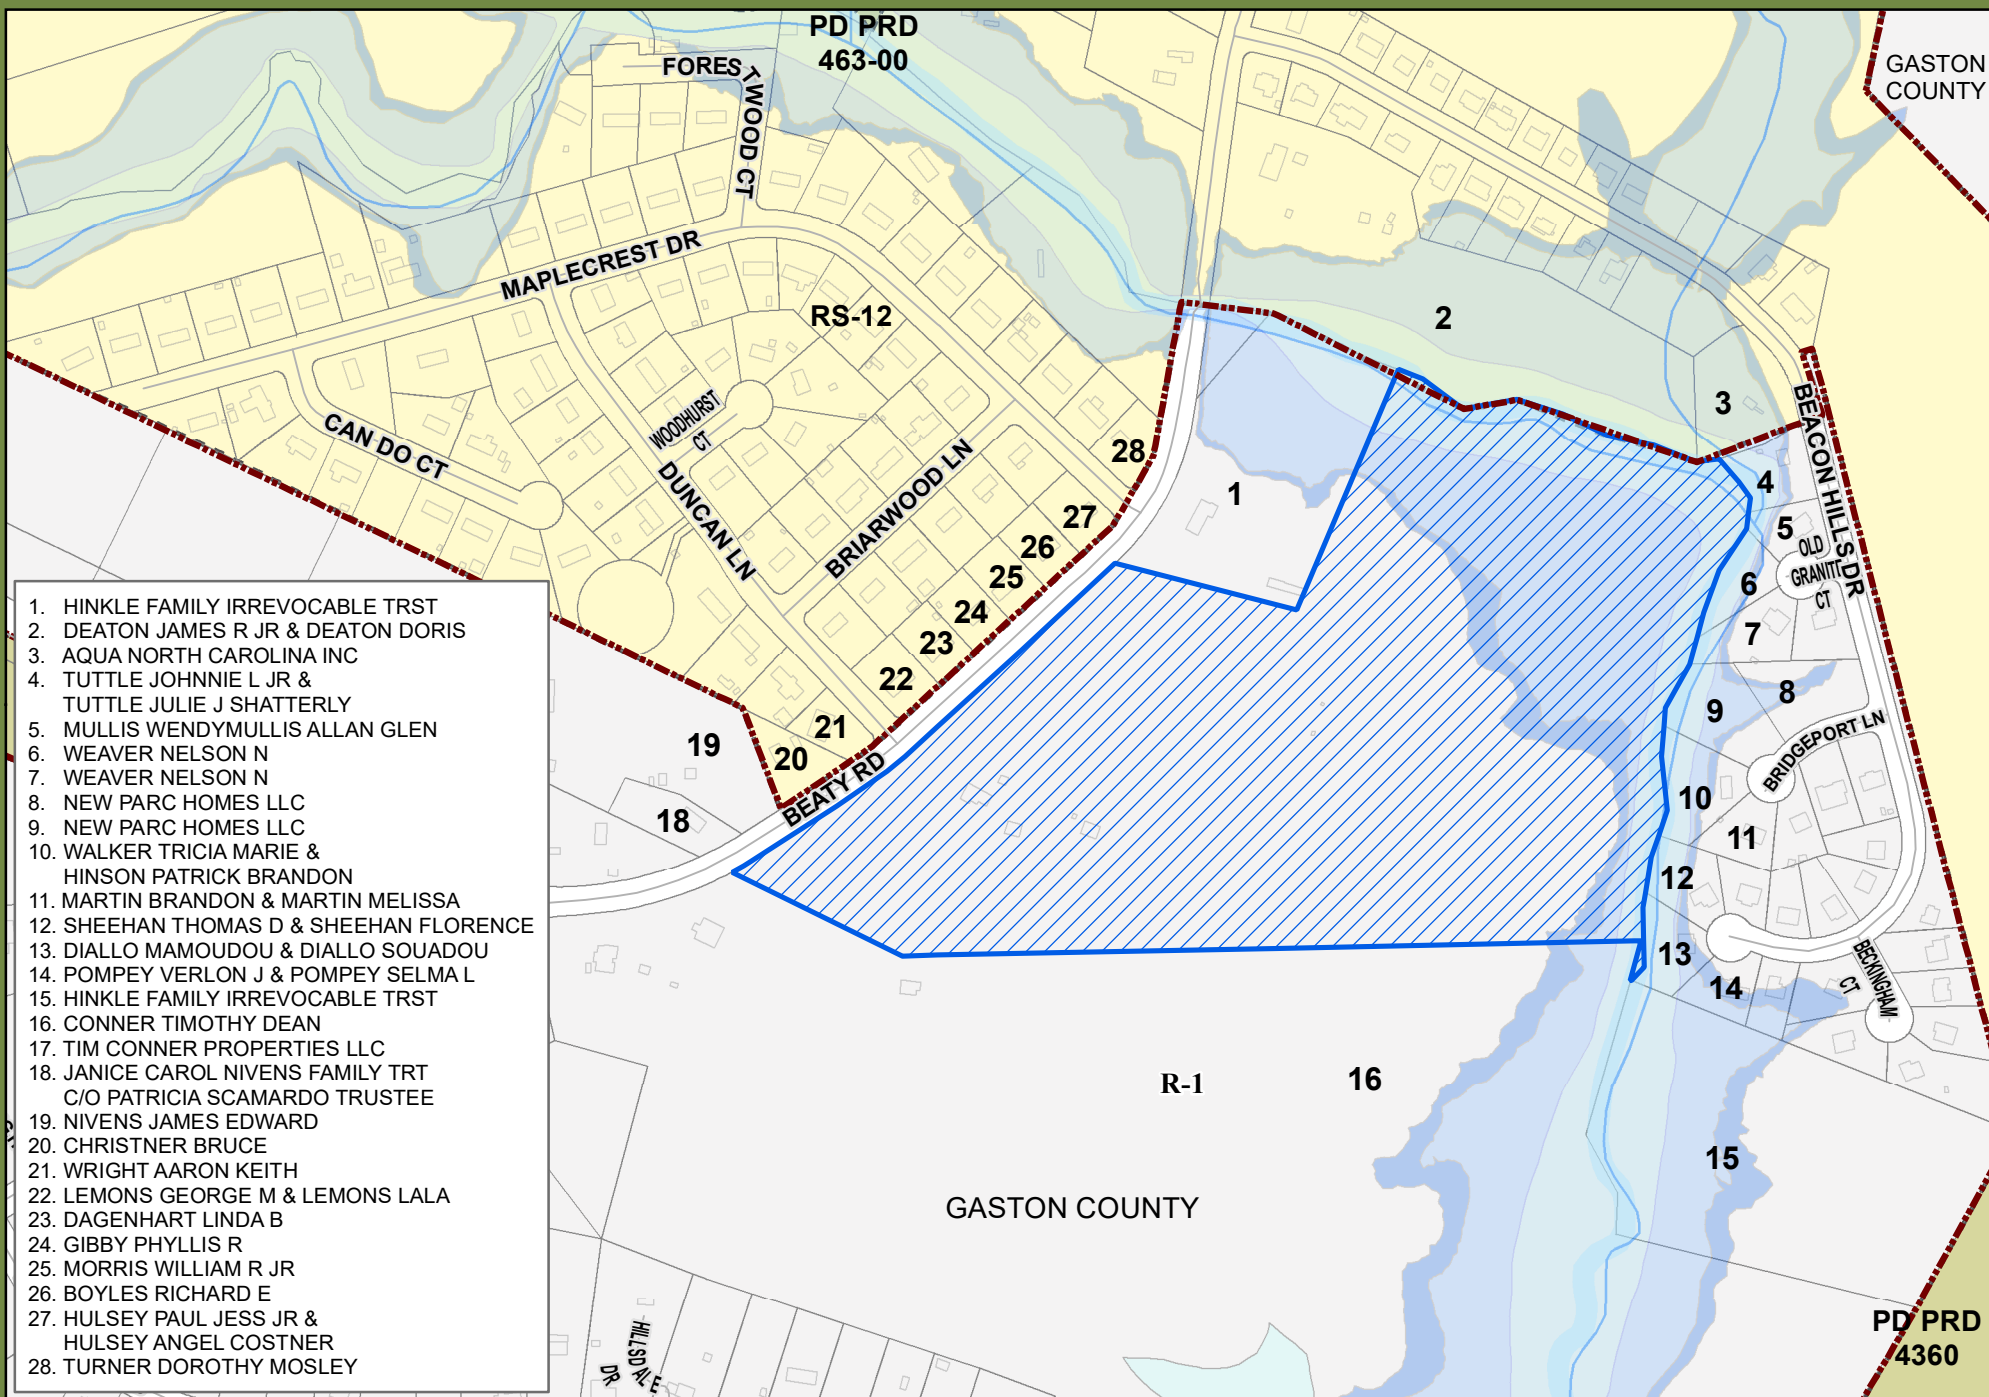 PD PRD
463-00
GASTON
COUNTY
FORESTWOOD CT
MAPLECREST DR
RS-12
2
3
WOODHURST
CT
CAN DO CT
DUNCAN LN
BRIARWOOD LN
BEACON HILLS DR
28
27
26
25
24
23
22
21
20
19
18
1
4
5
OLD
GRANITE
CT
6
7
8
9
BRIDGEPORT LN
10
11
12
13
14
BEATY RD
BECKINGHAM
CT
R-1
16
15
GASTON COUNTY
HILLSDALE
DR
PD PRD
4360
1. HINKLE FAMILY IRREVOCABLE TRST
2. DEATON JAMES R JR & DEATON DORIS
3. AQUA NORTH CAROLINA INC
4. TUTTLE JOHNNIE L JR &
TUTTLE JULIE J SHATTERLY
5. MULLIS WENDYMULLIS ALLAN GLEN
6. WEAVER NELSON N
7. WEAVER NELSON N
8. NEW PARC HOMES LLC
9. NEW PARC HOMES LLC
10. WALKER TRICIA MARIE &
HINSON PATRICK BRANDON
11. MARTIN BRANDON & MARTIN MELISSA
12. SHEEHAN THOMAS D & SHEEHAN FLORENCE
13. DIALLO MAMOUDOU & DIALLO SOUADOU
14. POMPEY VERLON J & POMPEY SELMA L
15. HINKLE FAMILY IRREVOCABLE TRST
16. CONNER TIMOTHY DEAN
17. TIM CONNER PROPERTIES LLC
18. JANICE CAROL NIVENS FAMILY TRT
C/O PATRICIA SCAMARDO TRUSTEE
19. NIVENS JAMES EDWARD
20. CHRISTNER BRUCE
21. WRIGHT AARON KEITH
22. LEMONS GEORGE M & LEMONS LALA
23. DAGENHART LINDA B
24. GIBBY PHYLLIS R
25. MORRIS WILLIAM R JR
26. BOYLES RICHARD E
27. HULSEY PAUL JESS JR &
HULSEY ANGEL COSTNER
28. TURNER DOROTHY MOSLEY